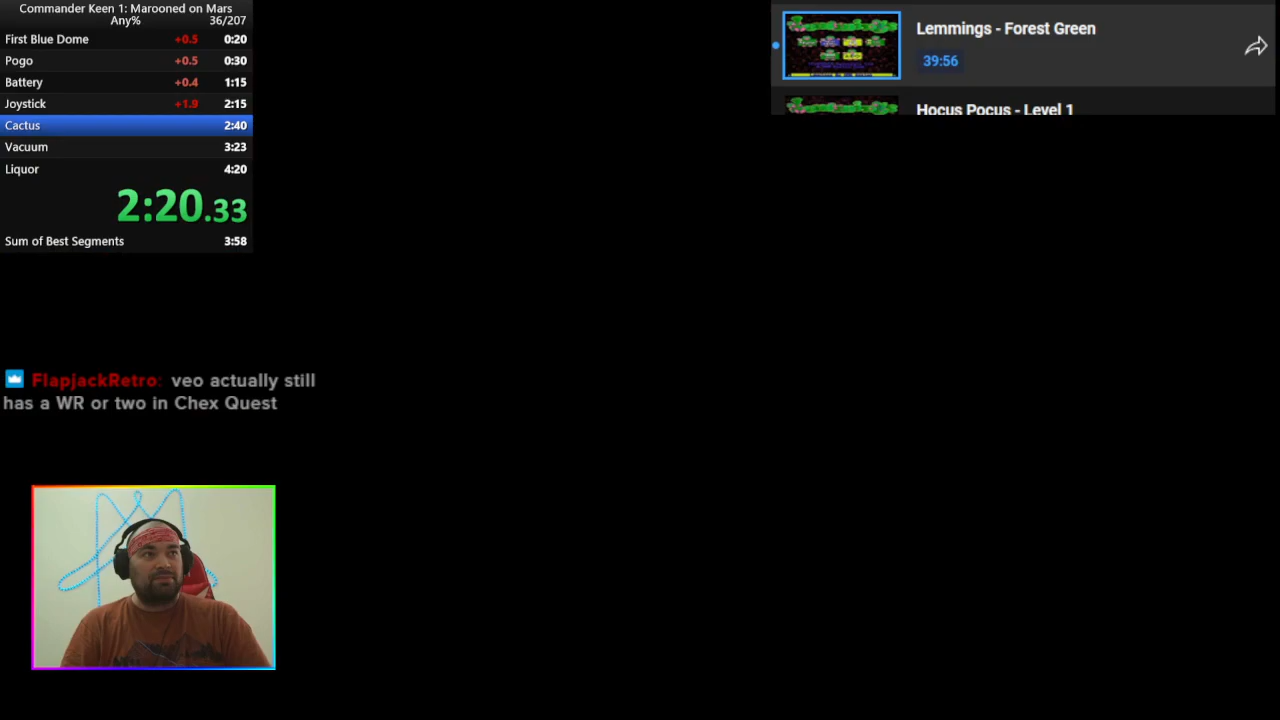 Commander Keen 1: Marooned on Mars
Any% 36/207
First Blue Dome +0.5 0:20
Pogo +0.5 0:30
Battery +0.4 1:15
Joystick +1.9 2:15
Cactus 2:40
Vacuum 3:23
Liquor 4:20
2:20.33
Sum of Best Segments 3:58
Lemmings - Forest Green
39:56
Hocus Pocus - Level 1
FlapjackRetro: veo actually still
has a WR or two in Chex Quest